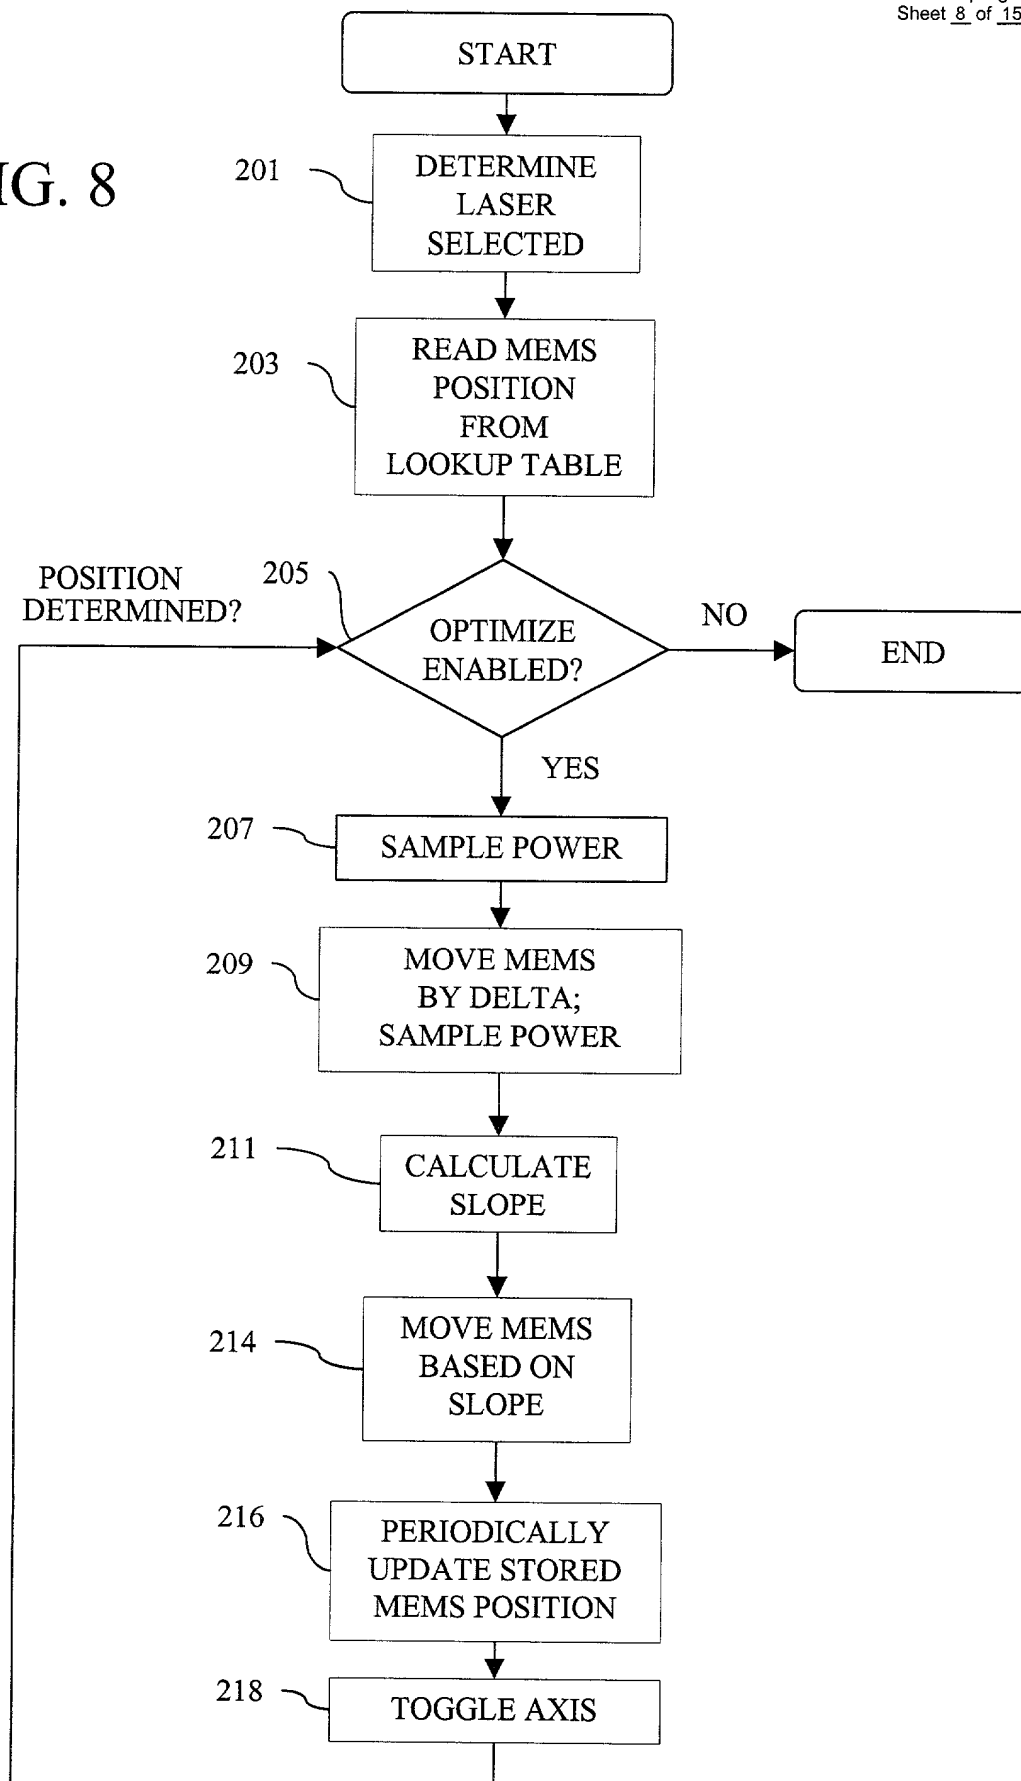 Sheet 8 of 15
START
IG. 8
201
DETERMINE
LASER
SELECTED
203
READ MEMS
POSITION
FROM
LOOKUP TABLE
POSITION
DETERMINED?
205
OPTIMIZE
ENABLED?
NO
END
YES
207
SAMPLE POWER
209
MOVE MEMS
BY DELTA;
SAMPLE POWER
211
CALCULATE
SLOPE
214
MOVE MEMS
BASED ON
SLOPE
216
PERIODICALLY
UPDATE STORED
MEMS POSITION
218
TOGGLE AXIS